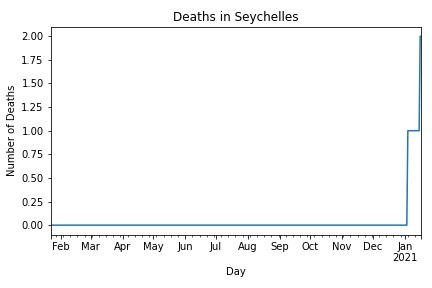 Deaths in Seychelles
Number of Deaths
2.00
1.75
1.50
1.25
1.00
0.75
0.50
0.25
0.00
Feb Mar Apr May Jun Jul Aug Sep Oct Nov Dec Jan
2021
Day